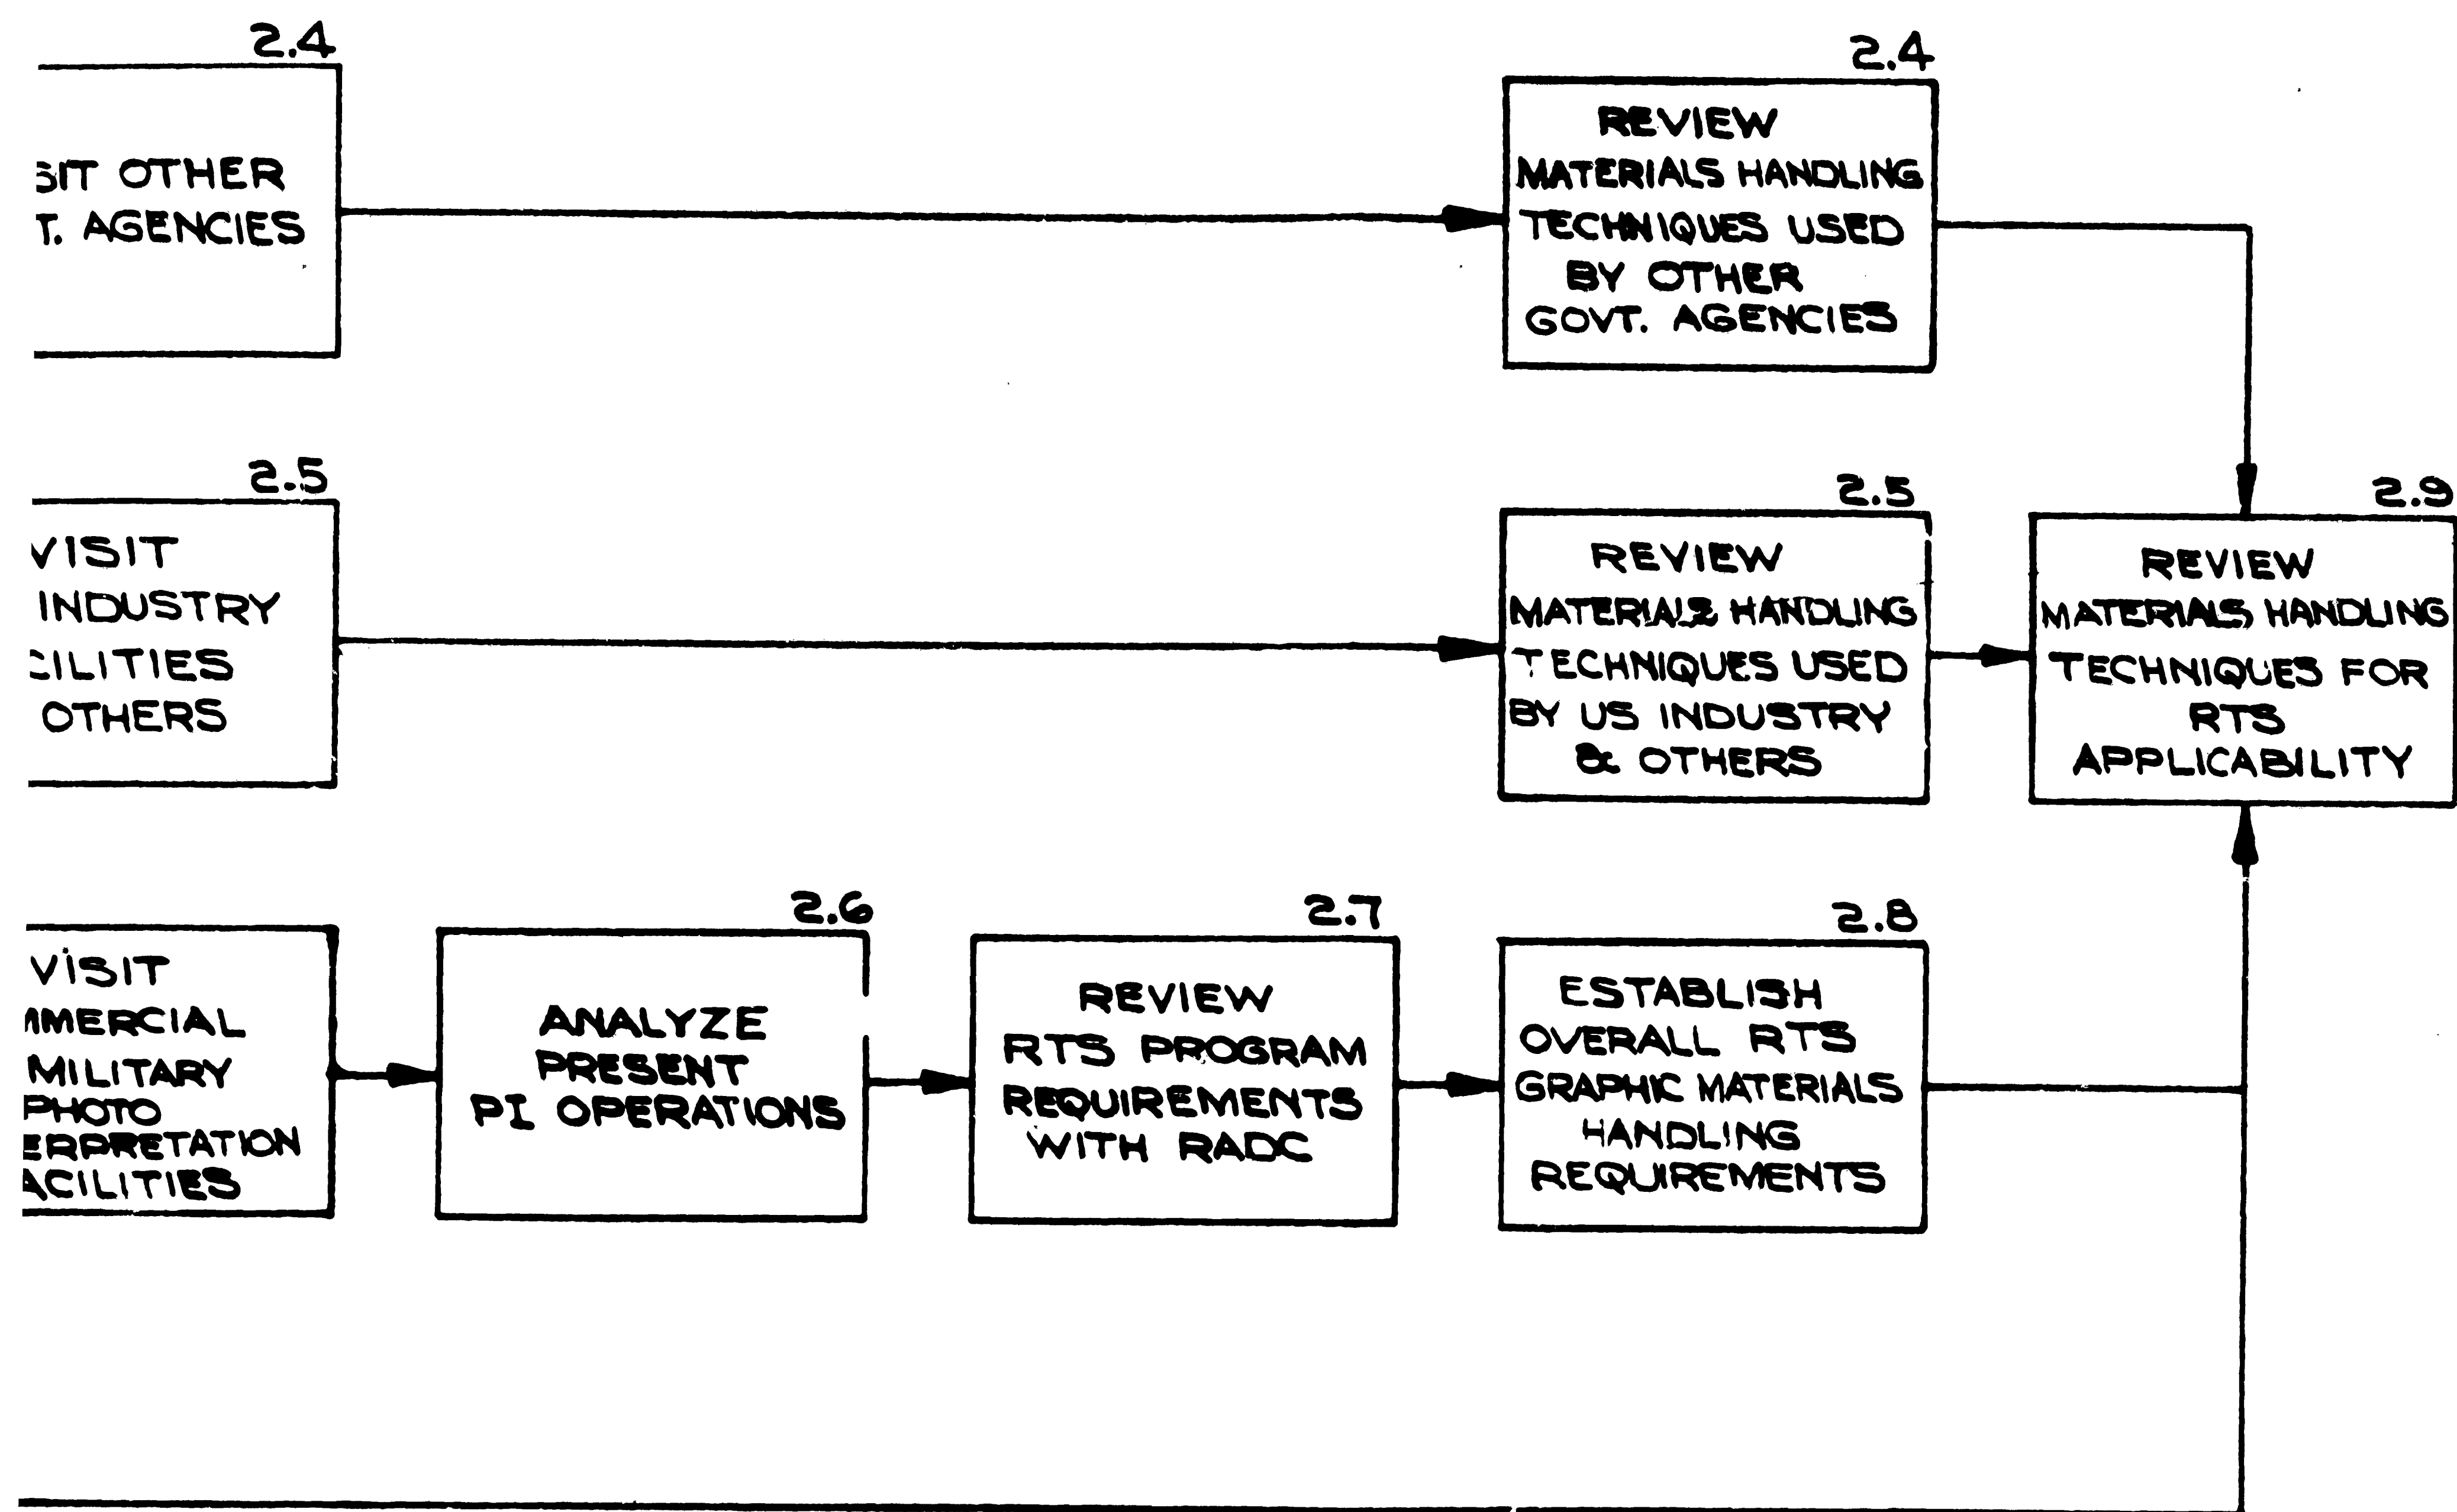 2.4
SIT OTHER
T. AGENCIES
2.4
REVIEW
MATERIALS HANDLING
TECHNIQUES USED
BY OTHER
GOVT. AGENCIES
2.5
VISIT
INDUSTRY
CILITIES
OTHERS
2.5
REVIEW
MATERIALS HANDLING
TECHNIQUES USED
BY US INDUSTRY
& OTHERS
2.9
REVIEW
MATERIALS HANDLING
TECHNIQUES FOR
RTS
APPLICABILITY
VISIT
MMERCIAL
MILITARY
PHOTO
ERPRETATION
ACILITIES
2.6
ANALYZE
PRESENT
PI OPERATIONS
2.7
REVIEW
RTS PROGRAM
REQUIREMENTS
WITH RADC
2.8
ESTABLISH
OVERALL RTS
GRAPHIC MATERIALS
HANDLING
REQUIREMENTS